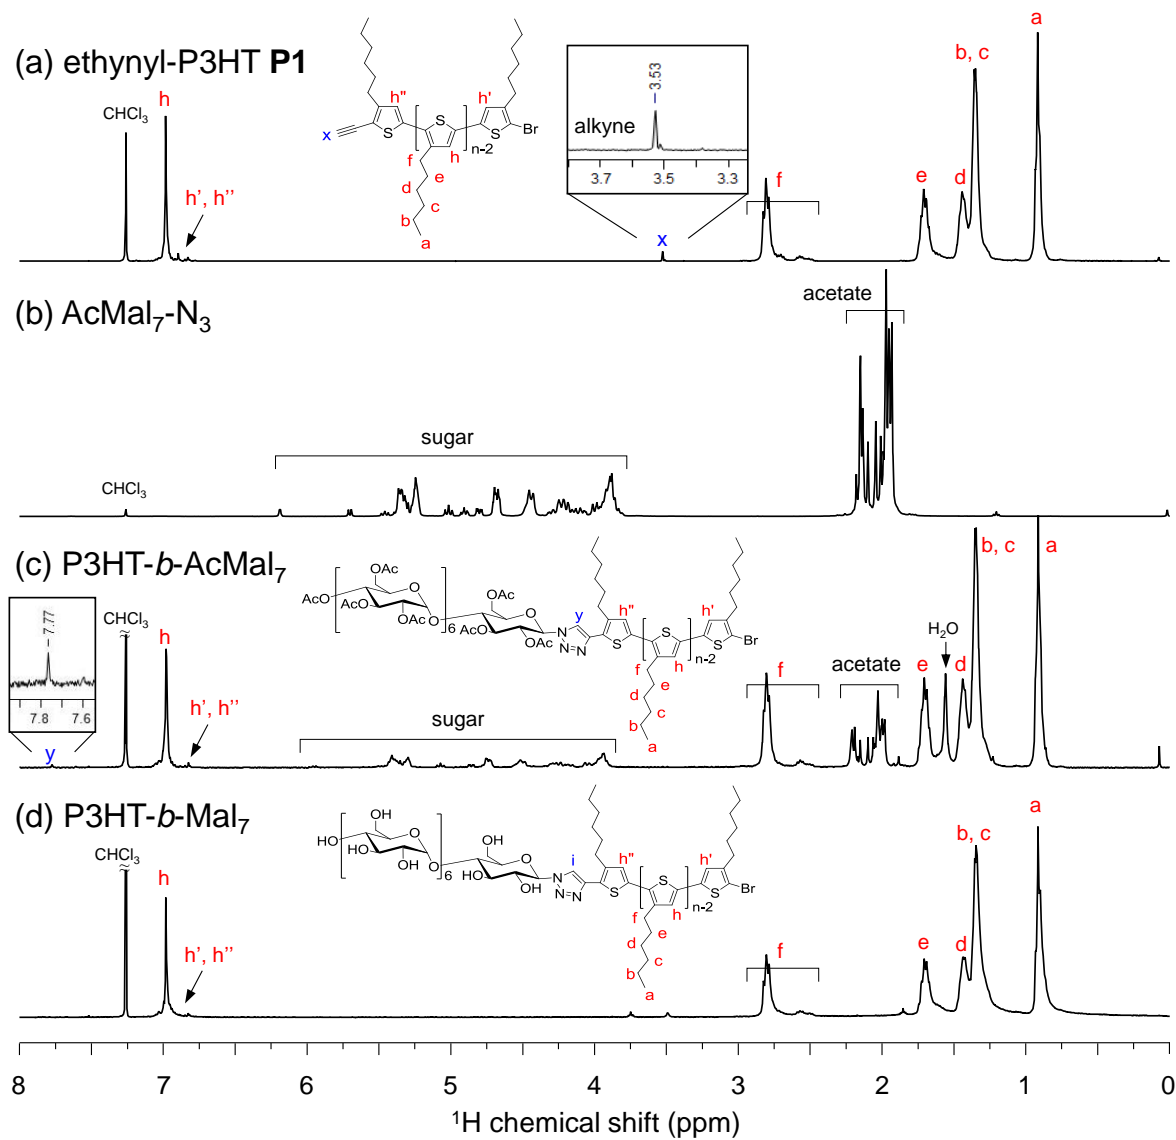 (a) ethynyl-P3HT P1
CHCl₃
h
h', h''
x
S
h''
S
h'
S
Br
n-2
h
f
e
d
c
b
a
alkyne
3.53
3.7
3.5
3.3
x
f
e
d
b, c
a
(b) AcMal₇-N₃
CHCl₃
sugar
acetate
(c) P3HT-b-AcMal₇
7.77
7.8
7.6
y
CHCl₃
≈
h
h', h''
AcO
OAc
O
AcO
OAc
O
6
OAc
O
AcO
OAc
y
N
N=N
S
h''
S
h'
S
Br
n-2
h
f
e
d
c
b
a
sugar
f
acetate
e
H₂O
d
b, c
a
(d) P3HT-b-Mal₇
CHCl₃
≈
h
h', h''
HO
OH
O
HO
OH
O
6
OH
O
HO
OH
i
N
N=N
S
h''
S
h'
S
Br
n-2
h
f
e
d
c
b
a
f
e
d
b, c
a
8 7 6 5 4 3 2 1 0
¹H chemical shift (ppm)